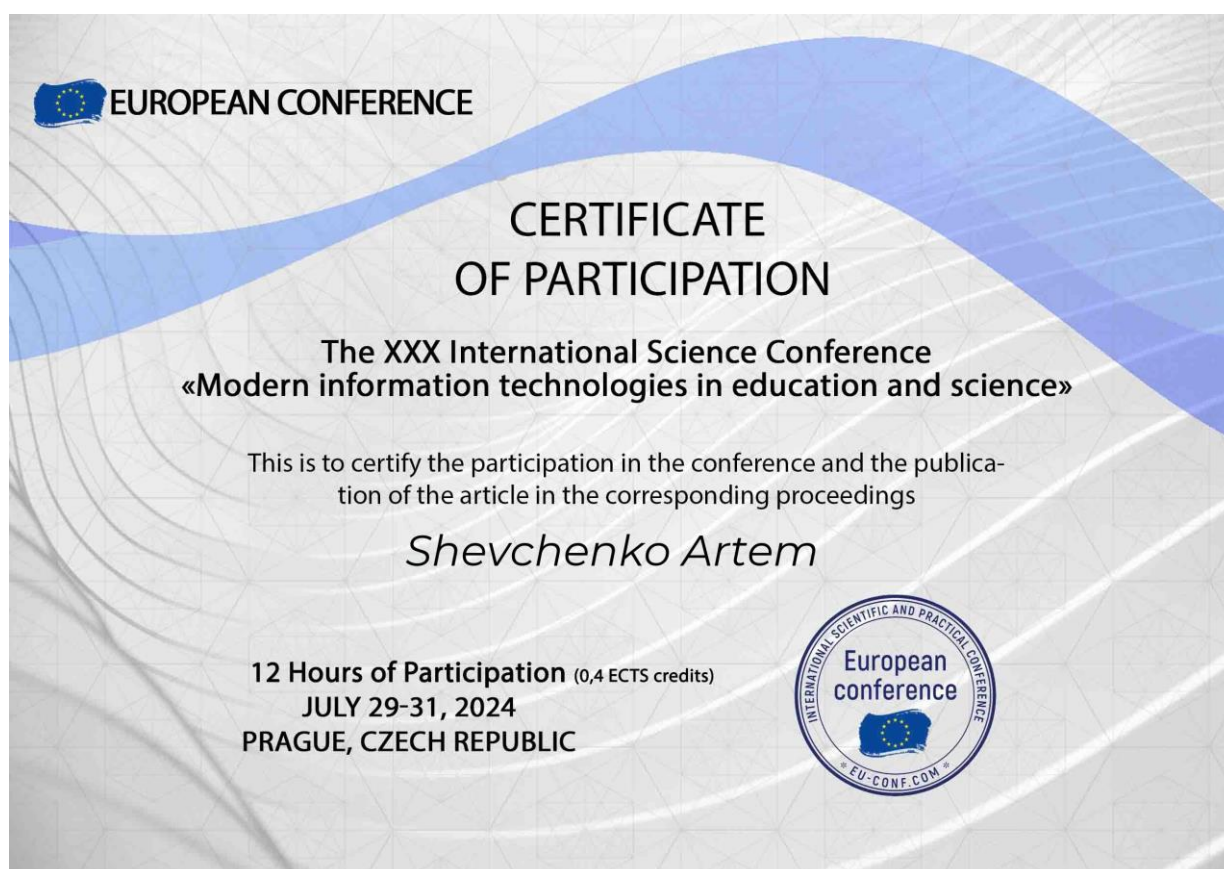 EUROPEAN CONFERENCE
CERTIFICATE
OF PARTICIPATION
The XXX International Science Conference
«Modern information technologies in education and science»
This is to certify the participation in the conference and the publica-
tion of the article in the corresponding proceedings
Shevchenko Artem
12 Hours of Participation (0,4 ECTS credits)
JULY 29-31, 2024
PRAGUE, CZECH REPUBLIC
INTERNATIONAL SCIENTIFIC AND PRACTICAL CONFERENCE
European
conference
* EU-CONF.COM *